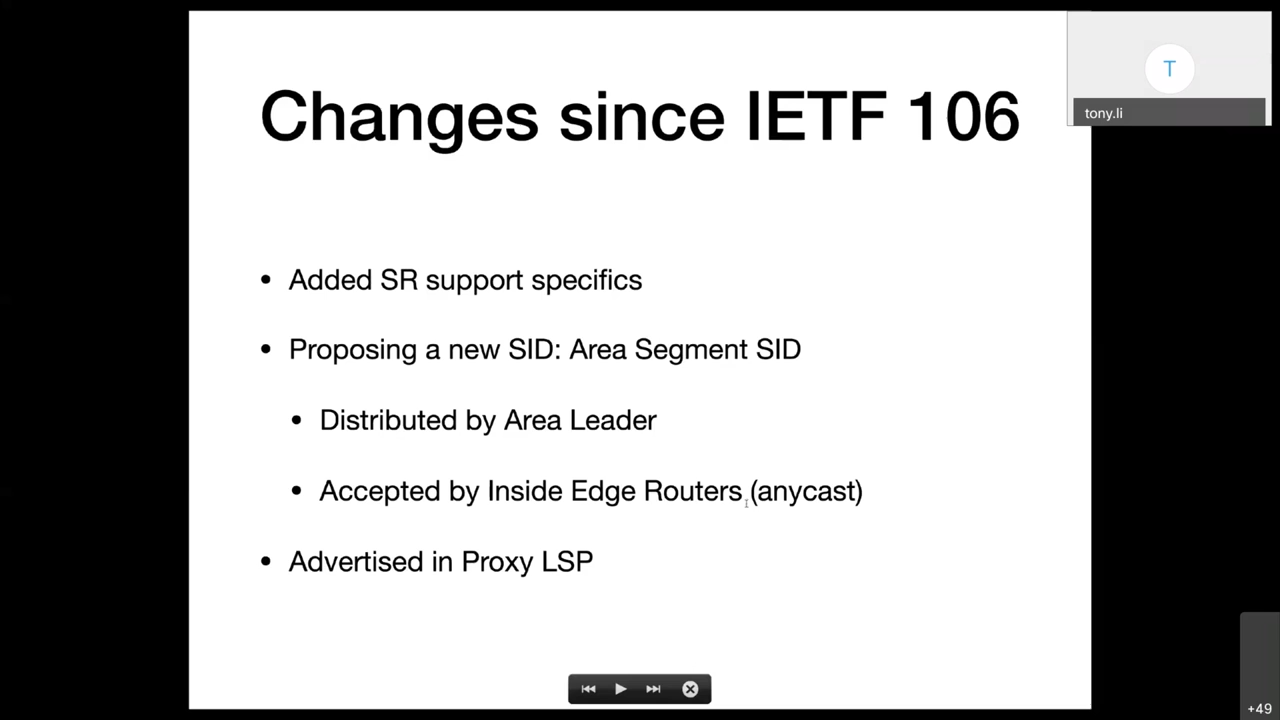 Changes since IETF 106
T
tony.li
• Added SR support specifics
• Proposing a new SID: Area Segment SID
• Distributed by Area Leader
• Accepted by Inside Edge Routers (anycast)
• Advertised in Proxy LSP
+49